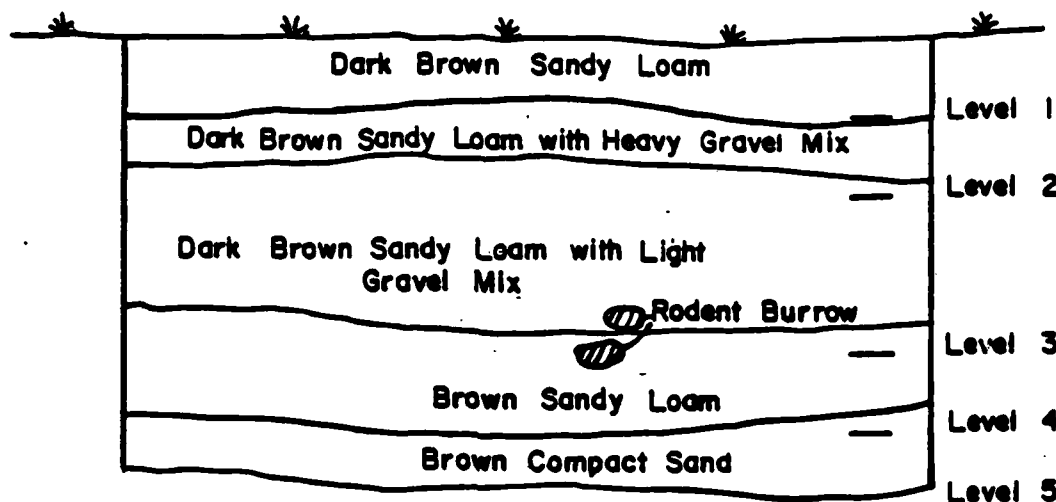 Dark Brown Sandy Loam
Level 1
Dark Brown Sandy Loam with Heavy Gravel Mix
Level 2
Dark Brown Sandy Loam with Light
Gravel Mix
Rodent Burrow
Level 3
Brown Sandy Loam
Level 4
Brown Compact Sand
Level 5